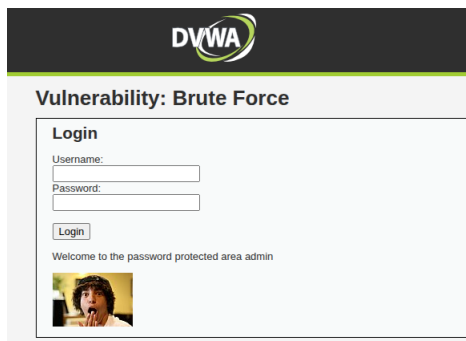 DVWA
Vulnerability: Brute Force
Login
Username:
Password:
Login
Welcome to the password protected area admin